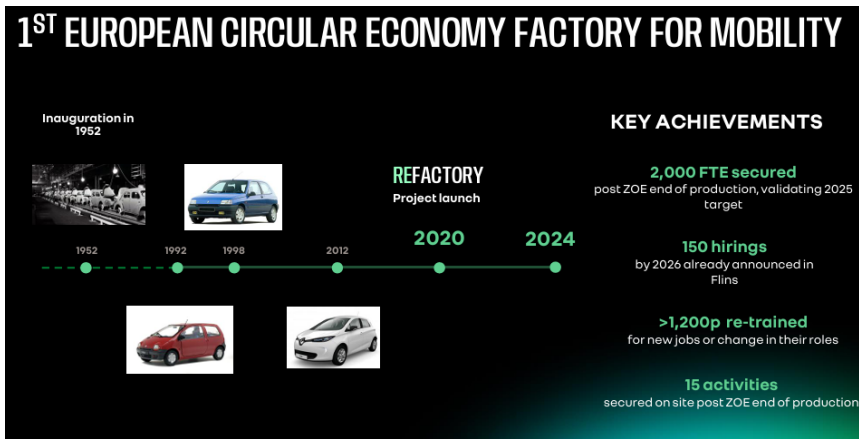 1ST EUROPEAN CIRCULAR ECONOMY FACTORY FOR MOBILITY
Inauguration in
1952
REFACTORY
Project launch
1952
1992
1998
2012
2020
2024
KEY ACHIEVEMENTS
2,000 FTE secured
post ZOE end of production, validating 2025
target
150 hirings
by 2026 already announced in
Flins
>1,200p re-trained
for new jobs or change in their roles
15 activities
secured on site post ZOE end of production